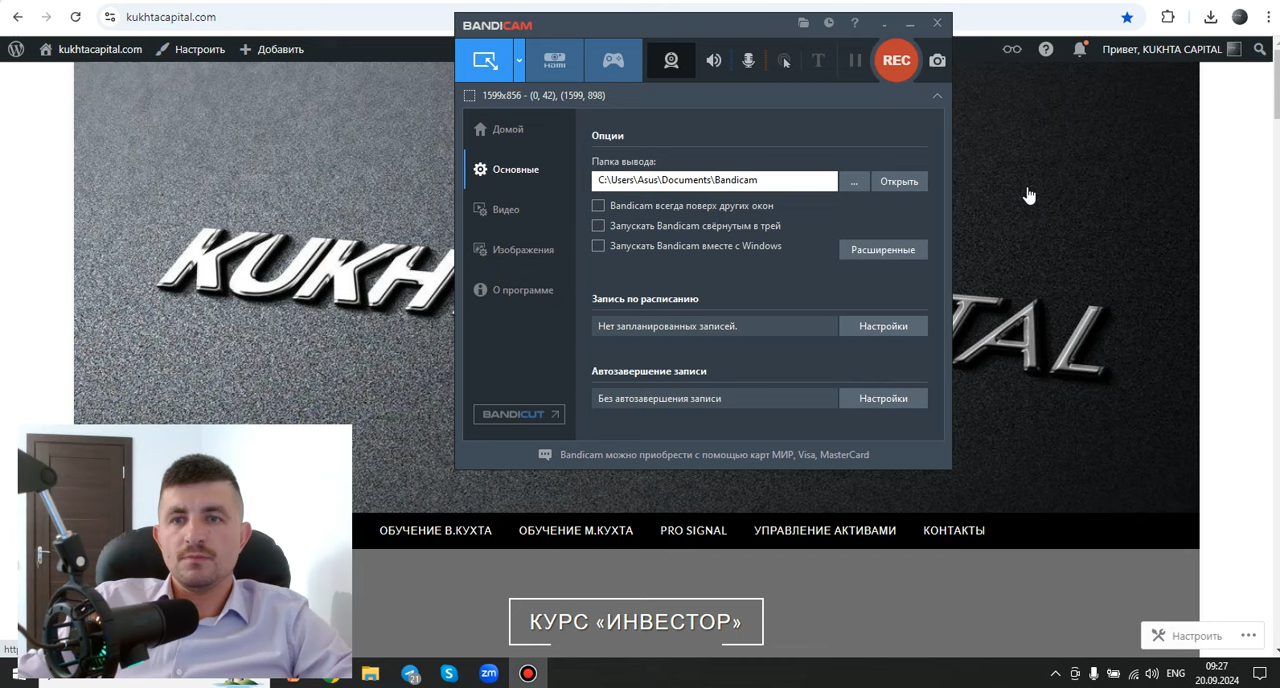 kukhtacapital.com
kukhtacapital.com
Настроить
Добавить
Привет, KUKHTA CAPITAL
BANDICAM
HDMI
REC
1599x856 - (0, 42), (1599, 898)
Домой
Основные
Видео
Изображения
О программе
BANDICUT
Опции
Папка вывода:
C:\Users\Asus\Documents\Bandicam
...
Открыть
Bandicam всегда поверх других окон
Запускать Bandicam свёрнутым в трей
Запускать Bandicam вместе с Windows
Расширенные
Запись по расписанию
Нет запланированных записей.
Настройки
Автозавершение записи
Без автозавершения записи
Настройки
Bandicam можно приобрести с помощью карт МИР, Visa, MasterCard
KUKH
TAL
ОБУЧЕНИЕ В.КУХТА
ОБУЧЕНИЕ М.КУХТА
PRO SIGNAL
УПРАВЛЕНИЕ АКТИВАМИ
КОНТАКТЫ
КУРС «ИНВЕСТОР»
Настроить
21
zm
ENG
09:27
20.09.2024